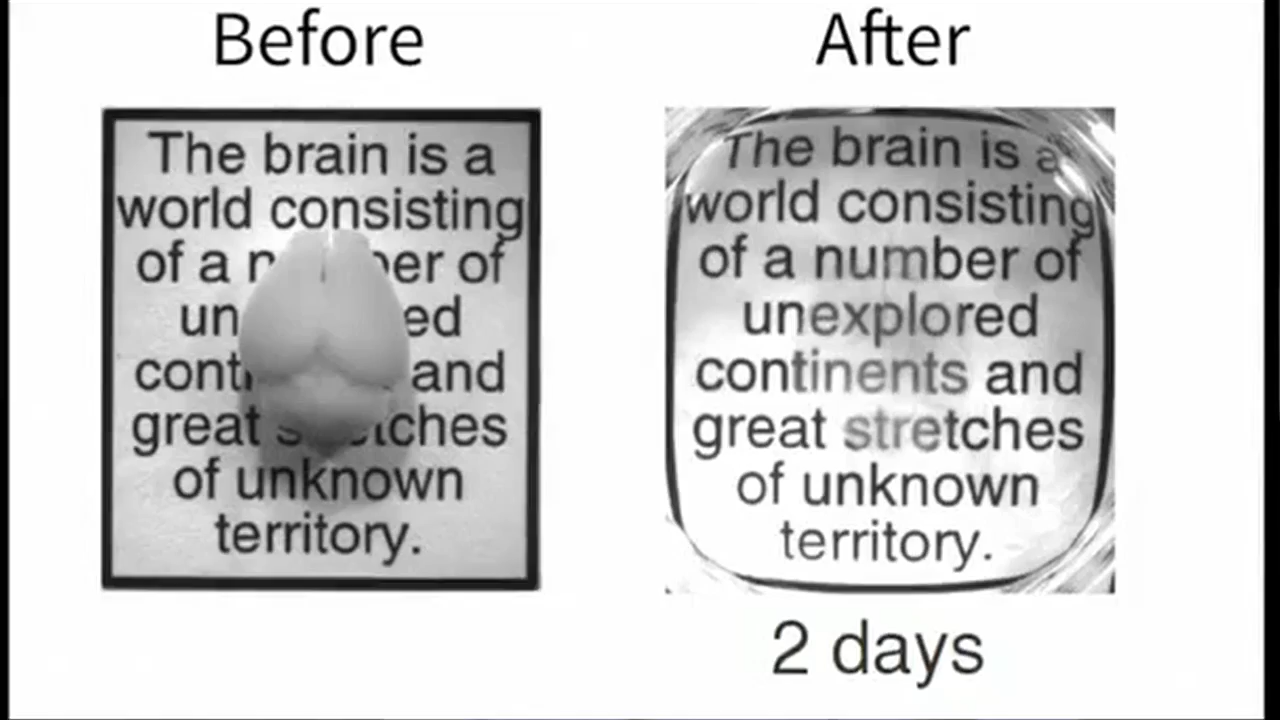 Before
The brain is a
world consisting
of a of
and
great
of unknown
territory.
After
The brain is a
world consisting
of a number of
unexplored
continents and
great stretches
of unknown
territory.
2 days